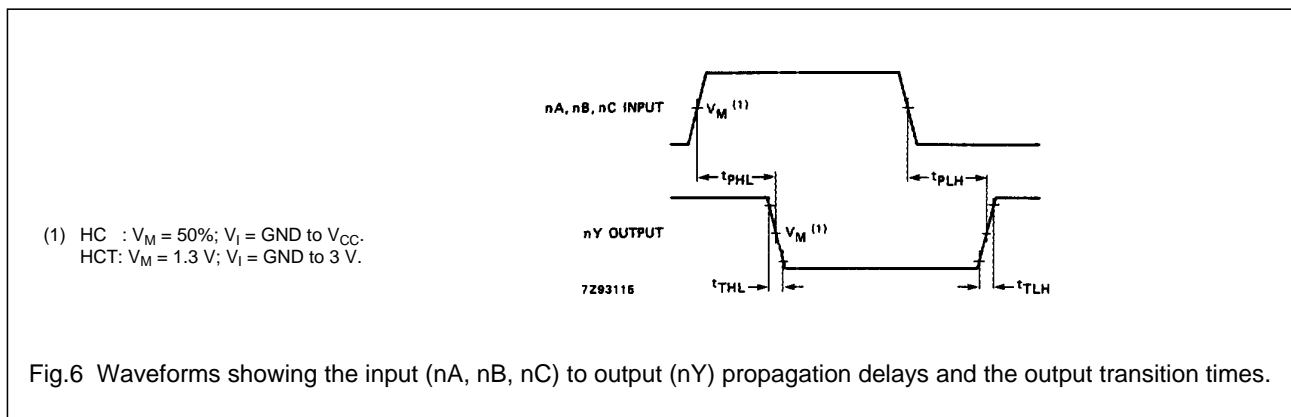 nA, nB, nC INPUT
V_M (1)
t_PHL
t_PLH
nY OUTPUT
V_M (1)
(1) HC : V_M = 50%; V_I = GND to V_CC.
HCT: V_M = 1.3 V; V_I = GND to 3 V.
7Z93115
t_THL
t_TLH
Fig.6 Waveforms showing the input (nA, nB, nC) to output (nY) propagation delays and the output transition times.